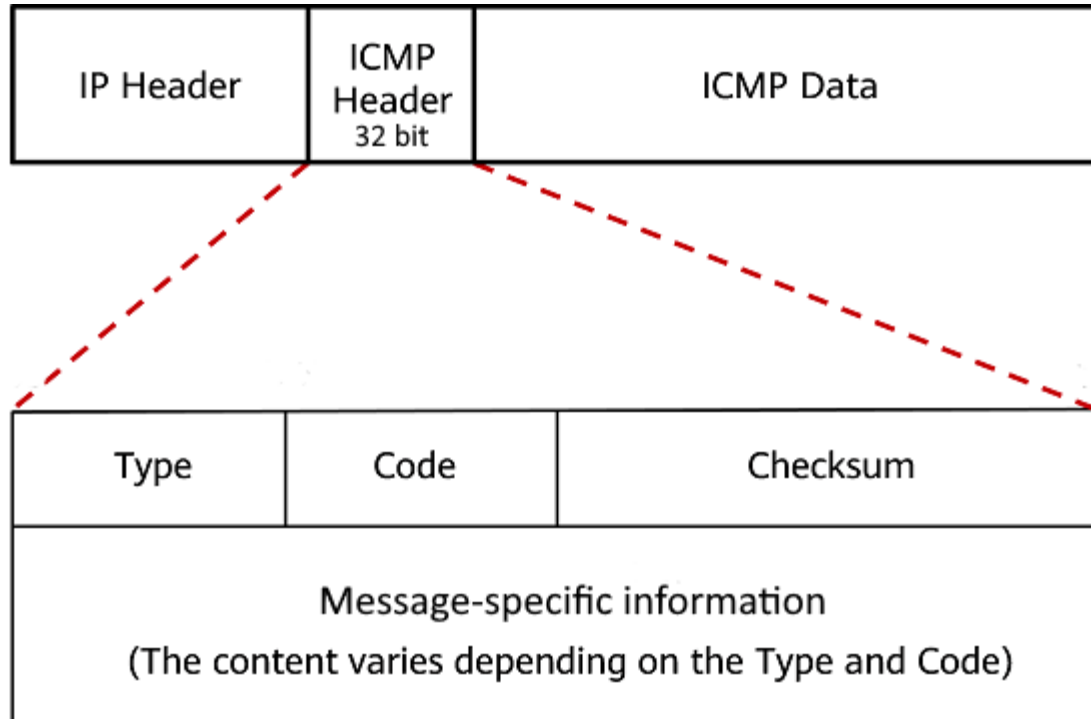 IP Header
ICMP
Header
32 bit
ICMP Data
Type
Code
Checksum
Message-specific information
(The content varies depending on the Type and Code)